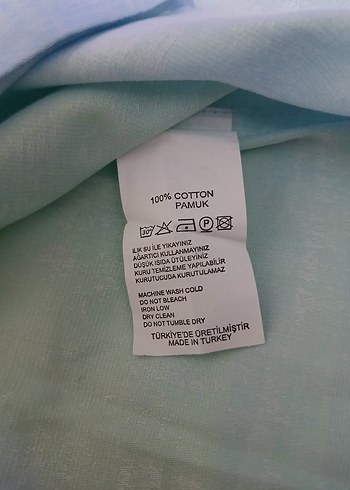 100% COTTON
PAMUK
30° P
ILIK SU İLE YIKAYINIZ
AĞARTICI KULLANMAYINIZ
DÜŞÜK ISIDA ÜTÜLEYİNİZ
KURU TEMİZLEME YAPILABİLİR
KURUTUCUDA KURUTULAMAZ
MACHINE WASH COLD
DO NOT BLEACH
IRON LOW
DRY CLEAN
DO NOT TUMBLE DRY
TÜRKİYE'DE ÜRETİLMİŞTİR
MADE IN TURKEY